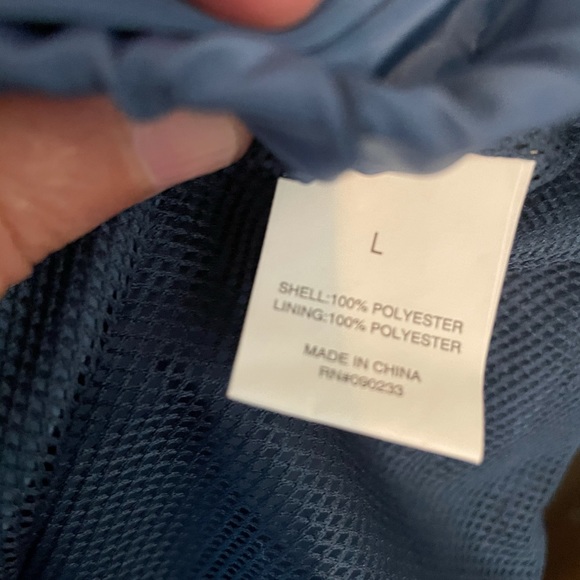 L
SHELL:100% POLYESTER
LINING:100% POLYESTER
MADE IN CHINA
RN#090233